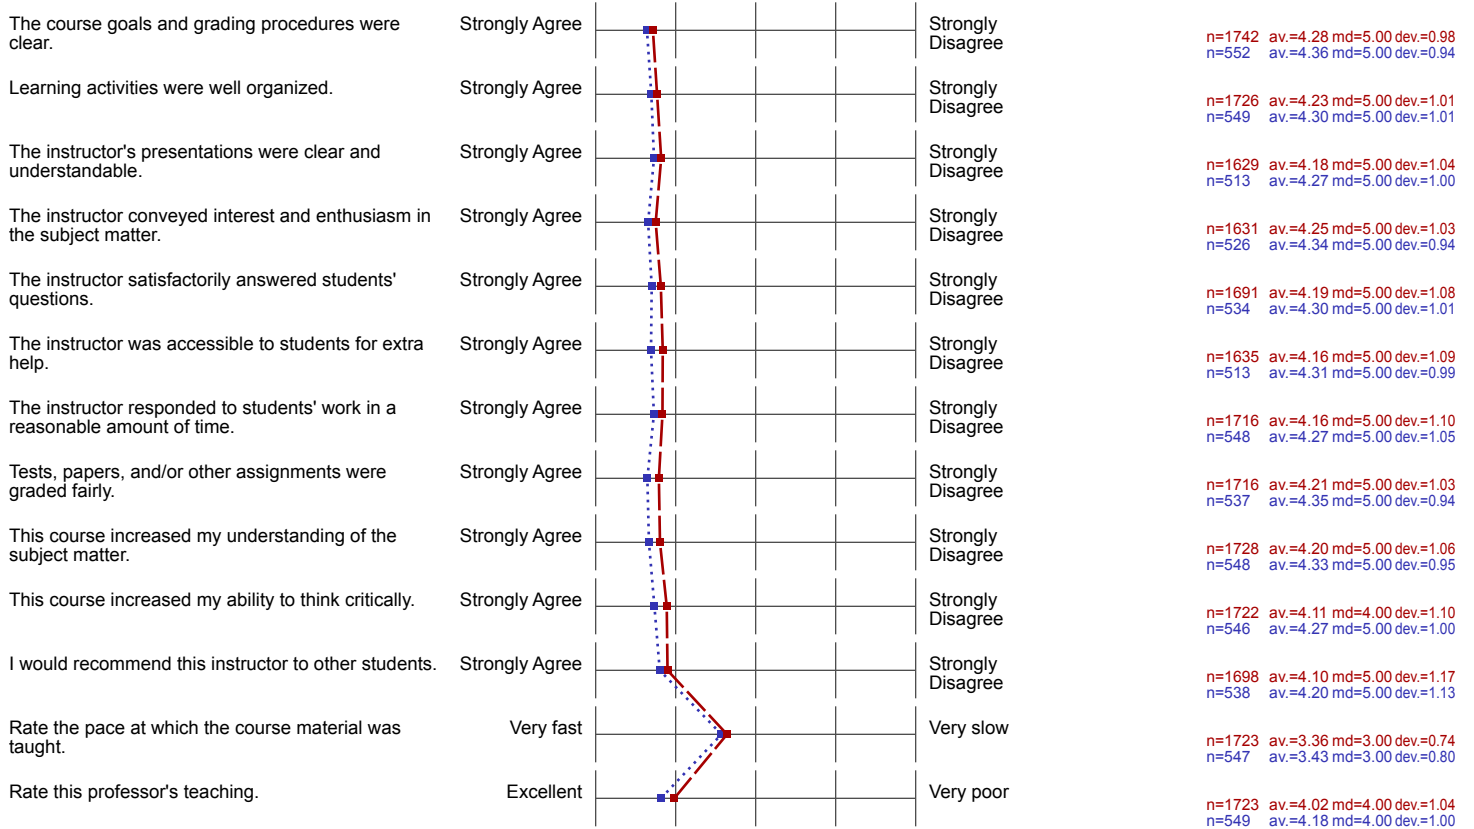 The course goals and grading procedures were
clear.
Strongly Agree
Strongly
Disagree
n=1742 av.=4.28 md=5.00 dev.=0.98
n=552 av.=4.36 md=5.00 dev.=0.94
Learning activities were well organized.
Strongly Agree
Strongly
Disagree
n=1726 av.=4.23 md=5.00 dev.=1.01
n=549 av.=4.30 md=5.00 dev.=1.01
The instructor's presentations were clear and
understandable.
Strongly Agree
Strongly
Disagree
n=1629 av.=4.18 md=5.00 dev.=1.04
n=513 av.=4.27 md=5.00 dev.=1.00
The instructor conveyed interest and enthusiasm in
the subject matter.
Strongly Agree
Strongly
Disagree
n=1631 av.=4.25 md=5.00 dev.=1.03
n=526 av.=4.34 md=5.00 dev.=0.94
The instructor satisfactorily answered students'
questions.
Strongly Agree
Strongly
Disagree
n=1691 av.=4.19 md=5.00 dev.=1.08
n=534 av.=4.30 md=5.00 dev.=1.01
The instructor was accessible to students for extra
help.
Strongly Agree
Strongly
Disagree
n=1635 av.=4.16 md=5.00 dev.=1.09
n=513 av.=4.31 md=5.00 dev.=0.99
The instructor responded to students' work in a
reasonable amount of time.
Strongly Agree
Strongly
Disagree
n=1716 av.=4.16 md=5.00 dev.=1.10
n=548 av.=4.27 md=5.00 dev.=1.05
Tests, papers, and/or other assignments were
graded fairly.
Strongly Agree
Strongly
Disagree
n=1716 av.=4.21 md=5.00 dev.=1.03
n=537 av.=4.35 md=5.00 dev.=0.94
This course increased my understanding of the
subject matter.
Strongly Agree
Strongly
Disagree
n=1728 av.=4.20 md=5.00 dev.=1.06
n=548 av.=4.33 md=5.00 dev.=0.95
This course increased my ability to think critically.
Strongly Agree
Strongly
Disagree
n=1722 av.=4.11 md=4.00 dev.=1.10
n=546 av.=4.27 md=5.00 dev.=1.00
I would recommend this instructor to other students.
Strongly Agree
Strongly
Disagree
n=1698 av.=4.10 md=5.00 dev.=1.17
n=538 av.=4.20 md=5.00 dev.=1.13
Rate the pace at which the course material was
taught.
Very fast
Very slow
n=1723 av.=3.36 md=3.00 dev.=0.74
n=547 av.=3.43 md=3.00 dev.=0.80
Rate this professor's teaching.
Excellent
Very poor
n=1723 av.=4.02 md=4.00 dev.=1.04
n=549 av.=4.18 md=4.00 dev.=1.00